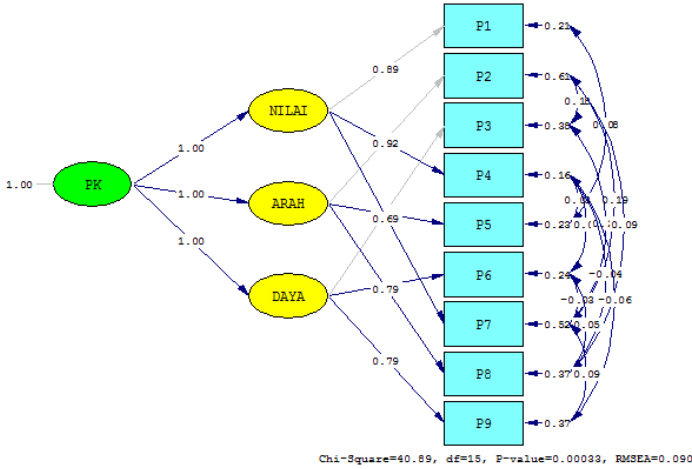 P1
0.21
0.89
P2
0.61
NILAI
P3
0.38
0.08
1.00
0.92
P4
0.16
1.00
PK
1.00
ARAH
0.69
P5
0.23
0.19
0.09
1.00
DAYA
0.79
P6
0.24
-0.04
-0.03
-0.06
P7
0.52
0.05
0.79
P8
0.37
0.09
P9
0.37
Chi-Square=40.89, df=15, P-value=0.00033, RMSEA=0.090